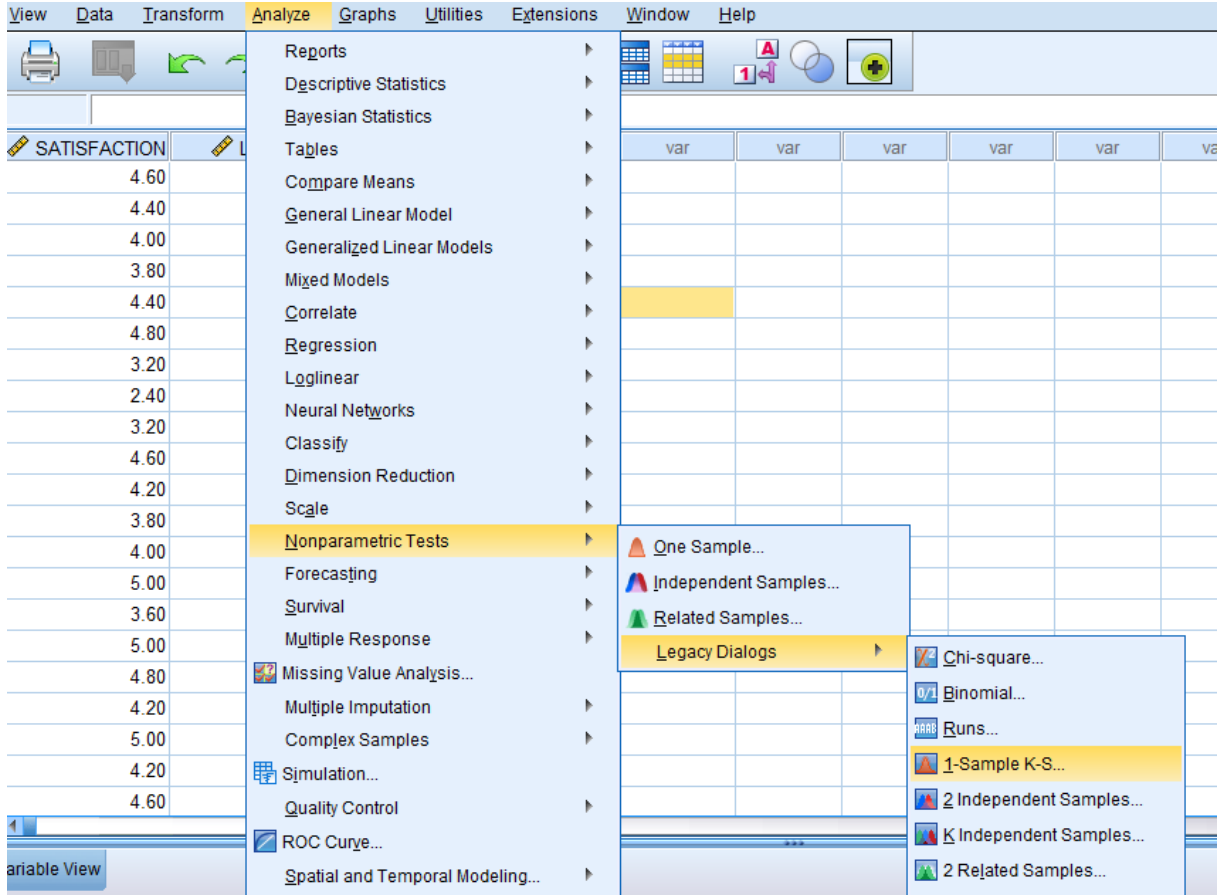 View Data Transform Analyze Graphs Utilities Extensions Window Help
SATISFACTION L var var var var var va
4.60
4.40
4.00
3.80
4.40
4.80
3.20
2.40
3.20
4.60
4.20
3.80
4.00
5.00
3.60
5.00
4.80
4.20
5.00
4.20
4.60
Reports
Descriptive Statistics
Bayesian Statistics
Tables
Compare Means
General Linear Model
Generalized Linear Models
Mixed Models
Correlate
Regression
Loglinear
Neural Networks
Classify
Dimension Reduction
Scale
Nonparametric Tests
Forecasting
Survival
Multiple Response
Missing Value Analysis...
Multiple Imputation
Complex Samples
Simulation...
Quality Control
ROC Curve...
Spatial and Temporal Modeling...
One Sample...
Independent Samples...
Related Samples...
Legacy Dialogs
Chi-square...
Binomial...
Runs...
1-Sample K-S...
2 Independent Samples...
K Independent Samples...
2 Related Samples...
ariable View